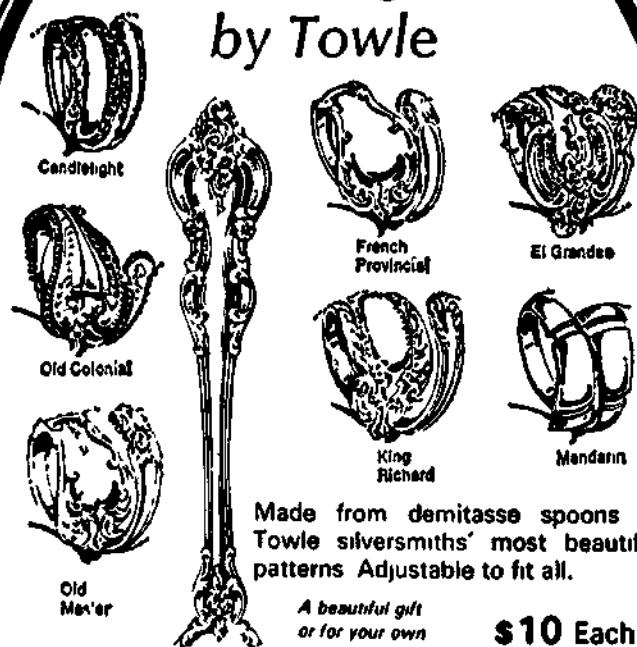 by Towle
Candlelight
French
Provincial
El Grandee
Old Colonial
King
Richard
Mandarin
Old
Master
Made from demitasse spoons
Towle silversmiths' most
patterns Adjustable to fit all.
A beautiful gift
or for your own
$10 Each